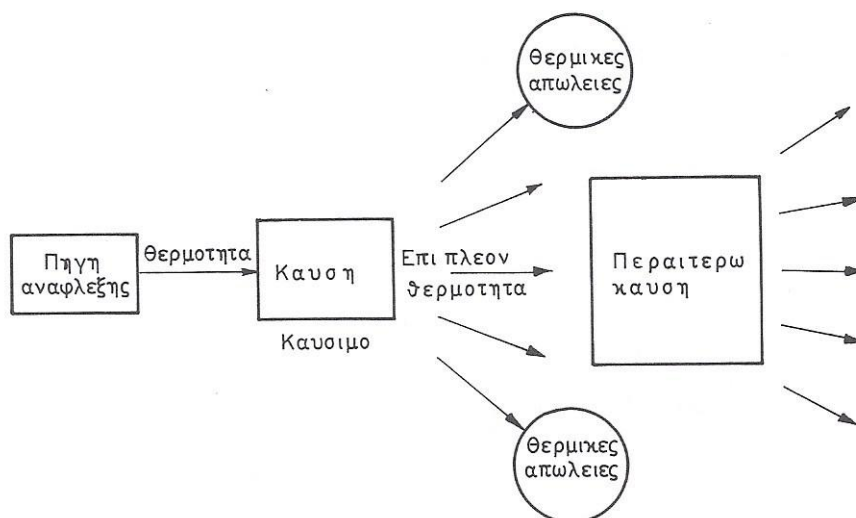 θερμικες
απωλειες
Πηγη
αναφλεξης
θερμοτητα
Καυση
Καυσιμο
Επι πλεον
θερμοτητα
Περαιτερω
καυση
θερμικες
απωλειες